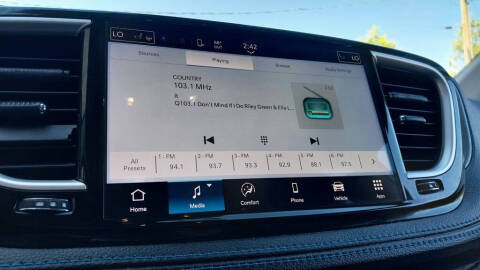 LO
2:42
LO
Sources
Playing
Browse
Audio Settings
COUNTRY
103.1 MHz
Q103.1 Don't Mind If I Do Riley Green & Ella L
All Presets
1 - FM 94.1
2 - FM 93.7
3 - FM 93.3
4 - FM 92.9
5 - FM 88.1
6 - FM 97.5
Home
Media
Comfort
Phone
Vehicle
Apps